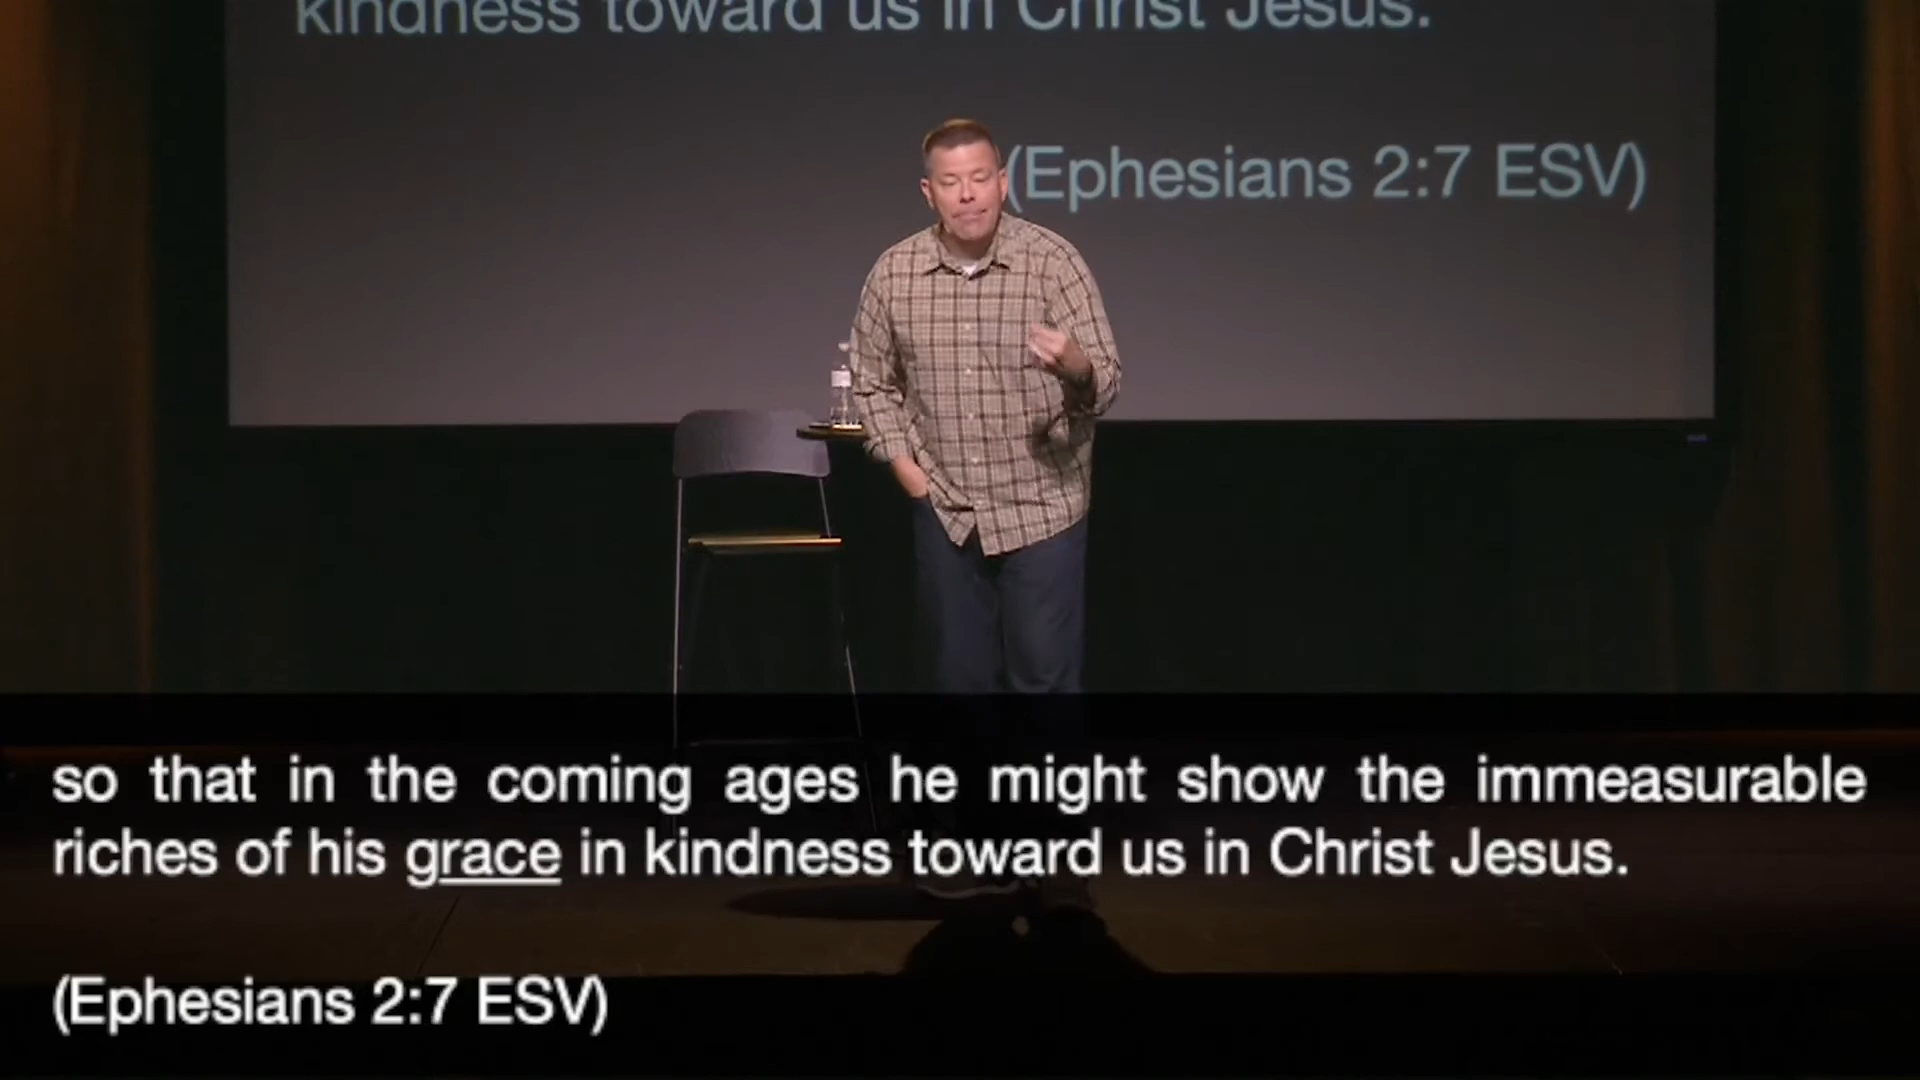 kindness toward us in Christ Jesus.
(Ephesians 2:7 ESV)
so that in the coming ages he might show the immeasurable
riches of his grace in kindness toward us in Christ Jesus.
(Ephesians 2:7 ESV)